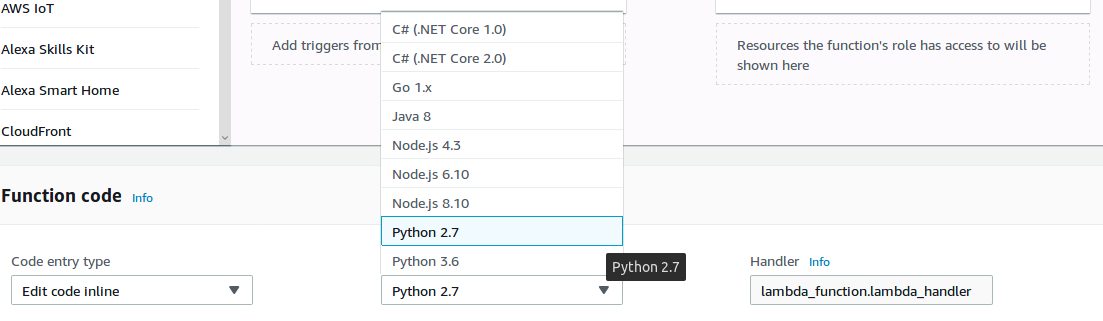 AWS IoT
Alexa Skills Kit
Alexa Smart Home
CloudFront
Add triggers from
C# (.NET Core 1.0)
C# (.NET Core 2.0)
Go 1.x
Java 8
Node.js 4.3
Node.js 6.10
Node.js 8.10
Python 2.7
Python 3.6
Resources the function's role has access to will be
shown here
Function code Info
Code entry type
Edit code inline
Python 2.7
Python 2.7
Handler Info
lambda_function.lambda_handler